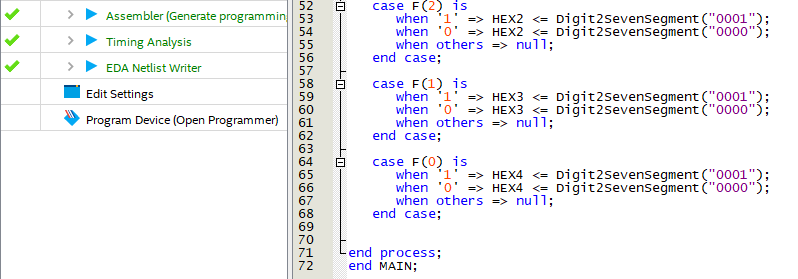 Assembler (Generate programming
Timing Analysis
EDA Netlist Writer
Edit Settings
Program Device (Open Programmer)
52 case F(2) is
53 when '1' => HEX2 <= Digit2SevenSegment("0001");
54 when '0' => HEX2 <= Digit2SevenSegment("0000");
55 when others => null;
56 end case;
57
58 case F(1) is
59 when '1' => HEX3 <= Digit2SevenSegment("0001");
60 when '0' => HEX3 <= Digit2SevenSegment("0000");
61 when others => null;
62 end case;
63
64 case F(0) is
65 when '1' => HEX4 <= Digit2SevenSegment("0001");
66 when '0' => HEX4 <= Digit2SevenSegment("0000");
67 when others => null;
68 end case;
69
70
71 end process;
72 end MAIN;